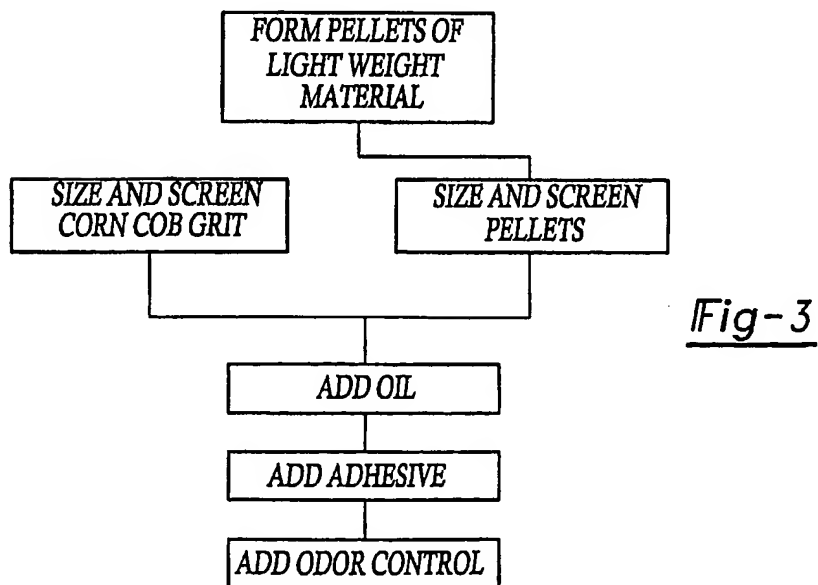 FORM PELLETS OF
LIGHT WEIGHT
MATERIAL
SIZE AND SCREEN
CORN COB GRIT
SIZE AND SCREEN
PELLETS
Fig-3
ADD OIL
ADD ADHESIVE
ADD ODOR CONTROL